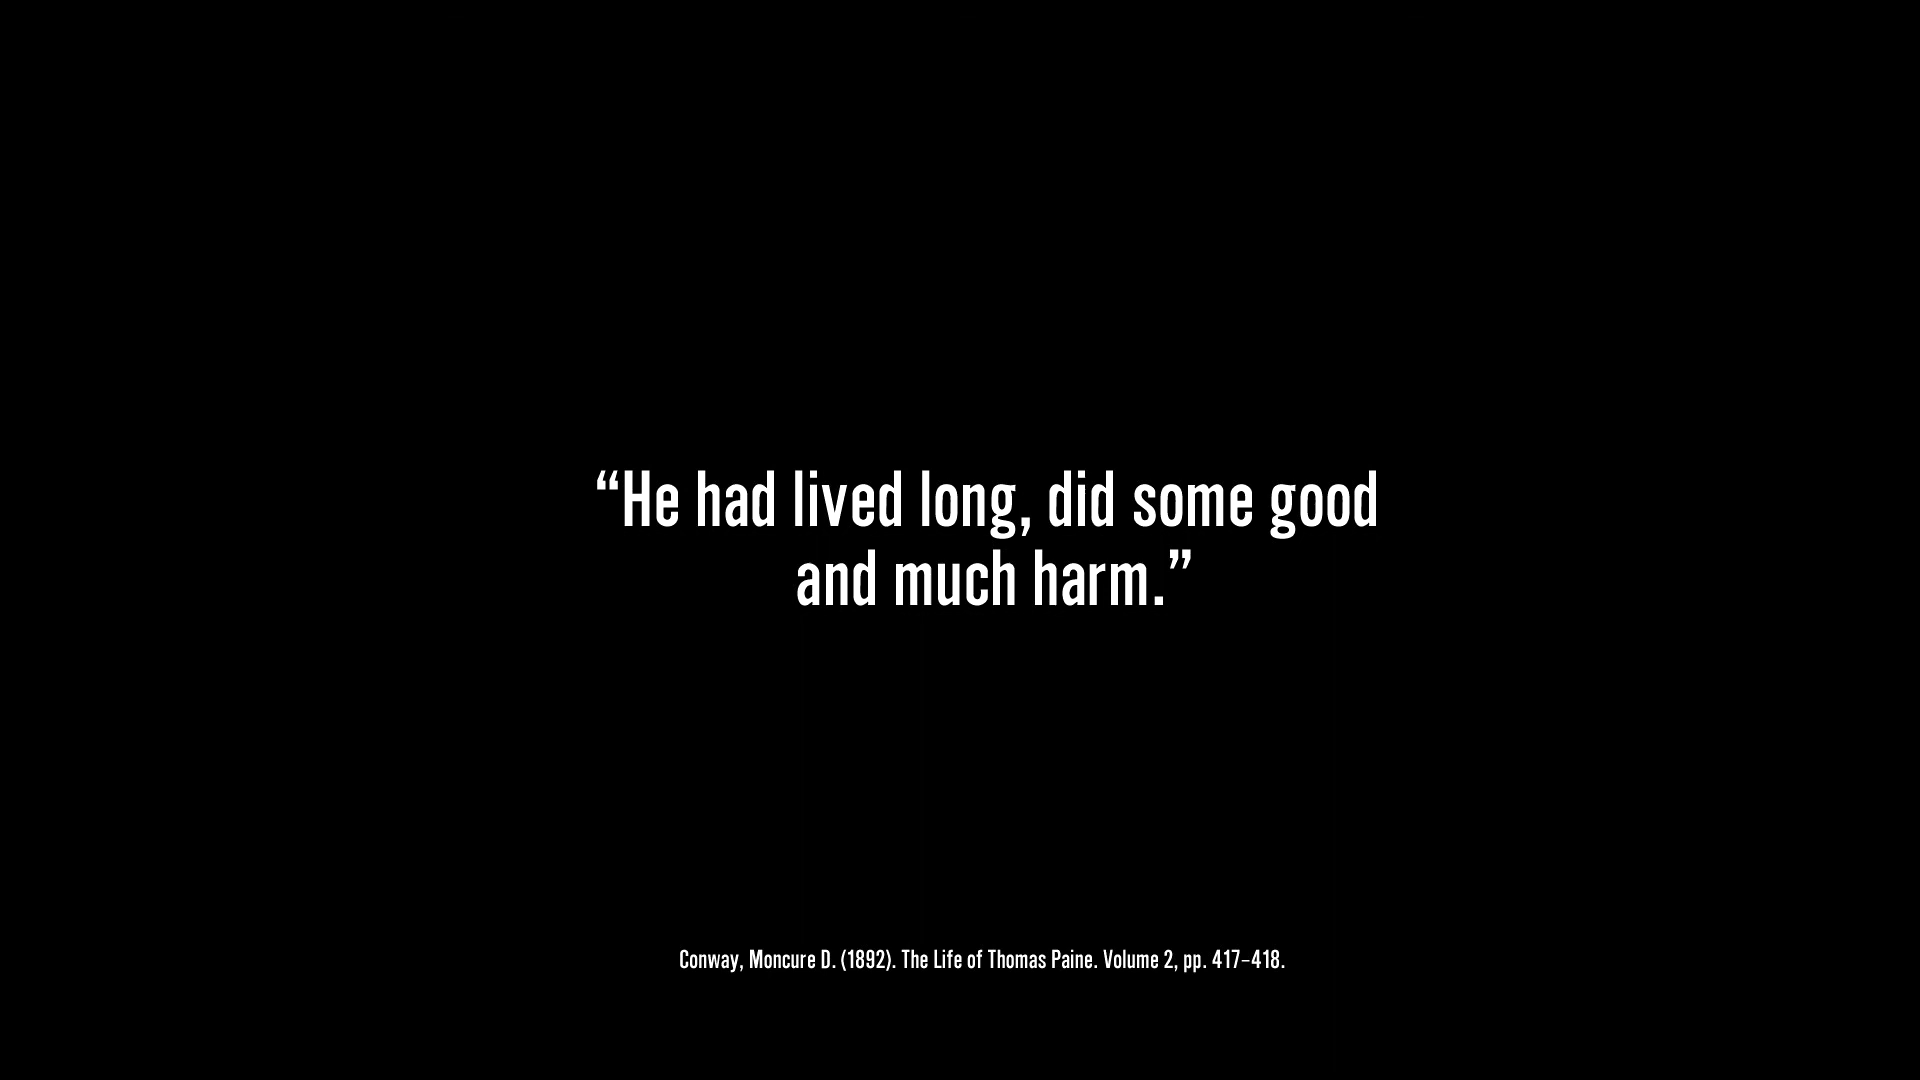 “He had lived long, did some good
and much harm.”
Conway, Moncure D. (1892). The Life of Thomas Paine. Volume 2, pp. 417–418.